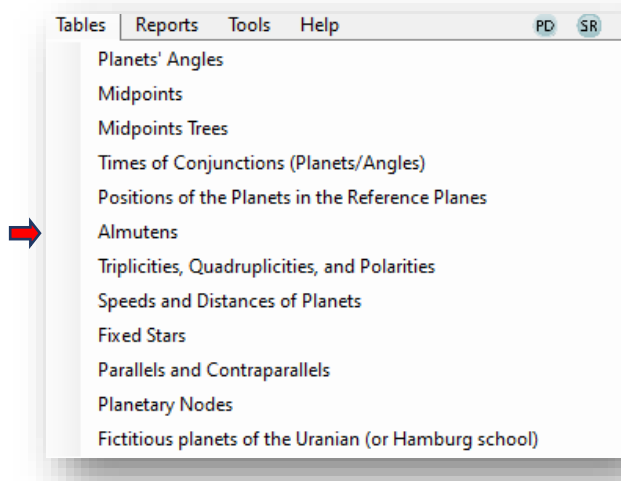 Tables Reports Tools Help PD SR
Planets' Angles
Midpoints
Midpoints Trees
Times of Conjunctions (Planets/Angles)
Positions of the Planets in the Reference Planes
Almutens
Triplicities, Quadruplicities, and Polarities
Speeds and Distances of Planets
Fixed Stars
Parallels and Contraparallels
Planetary Nodes
Fictitious planets of the Uranian (or Hamburg school)